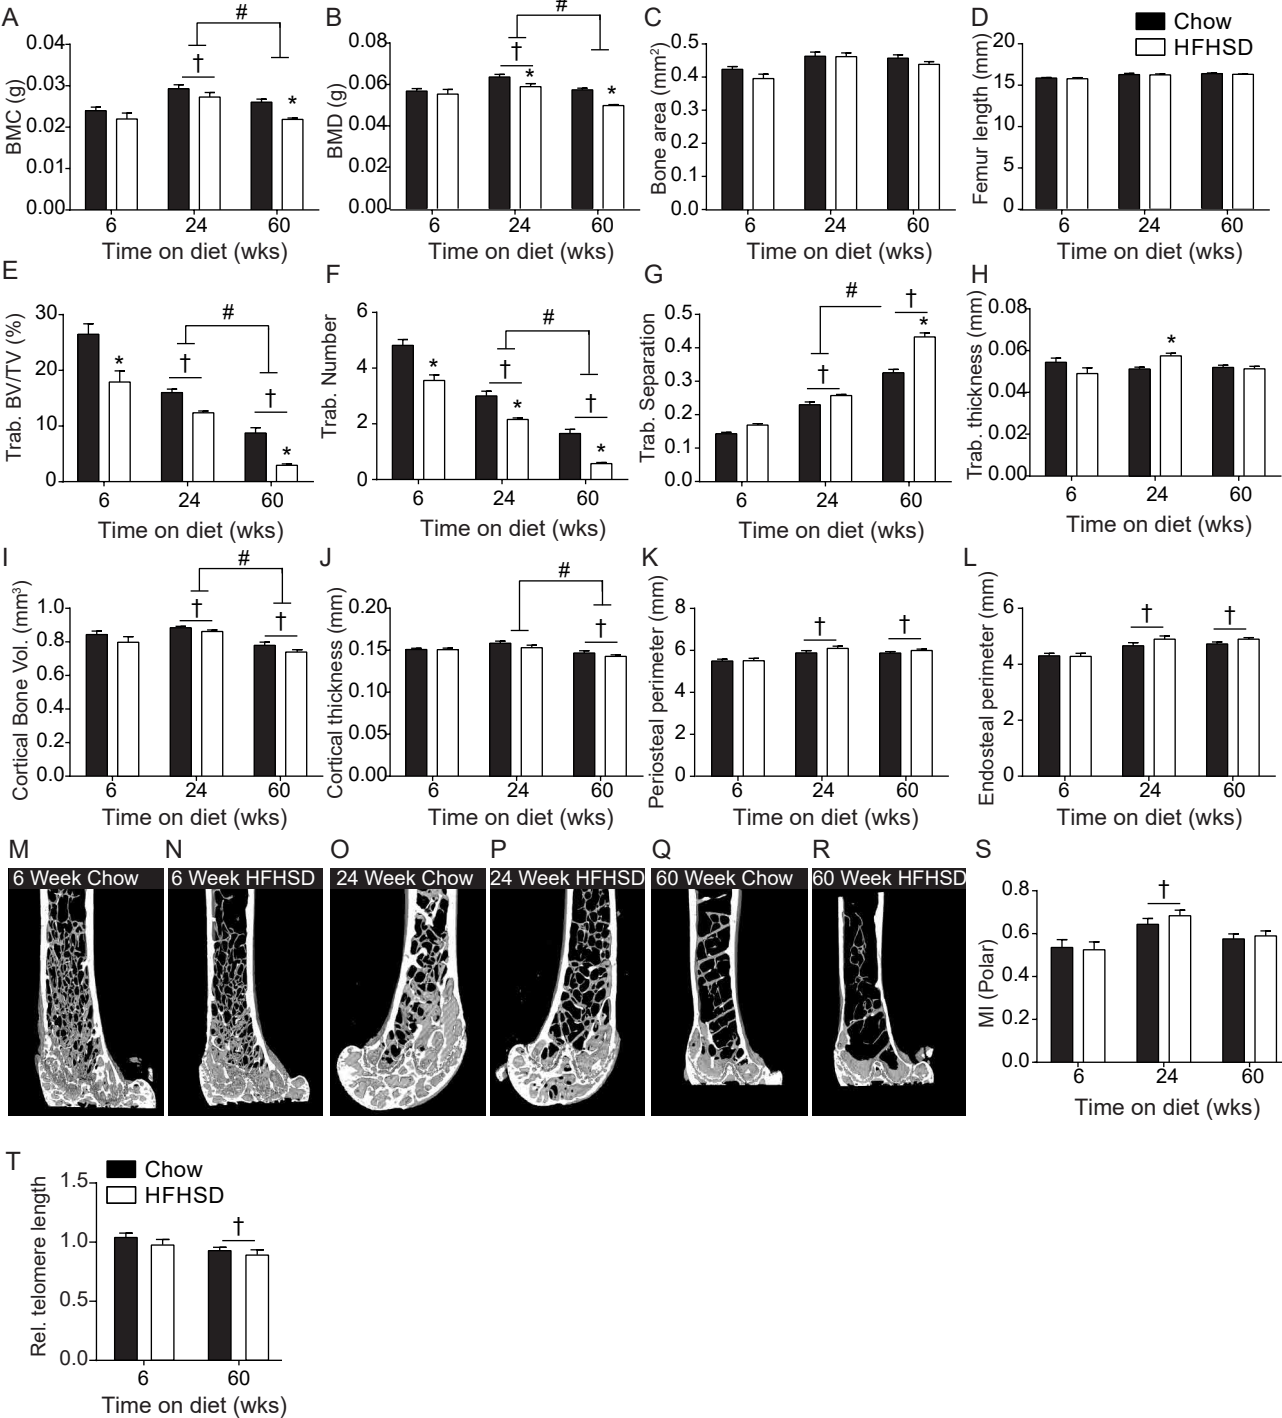 A
BMC (g)
0.04
0.03
0.02
0.01
0.00
#
†
*
6 24 60
Time on diet (wks)
B
BMD (g)
0.08
0.06
0.04
0.02
0.00
#
†
*
*
6 24 60
Time on diet (wks)
C
Bone area (mm²)
0.5
0.4
0.3
0.2
0.1
0.0
6 24 60
Time on diet (wks)
D
Femur length (mm)
20
15
10
5
0
Chow
HFHSD
6 24 60
Time on diet (wks)
E
Trab. BV/TV (%)
30
20
10
0
#
*
†
†
*
6 24 60
Time on diet (wks)
F
Trab. Number
6
4
2
0
#
*
†
*
†
*
6 24 60
Time on diet (wks)
G
Trab. Separation
0.5
0.4
0.3
0.2
0.1
0.0
#
†
†
*
6 24 60
Time on diet (wks)
H
Trab. thickness (mm)
0.08
0.06
0.04
0.02
0.00
*
6 24 60
Time on diet (wks)
I
Cortical Bone Vol. (mm³)
1.0
0.8
0.6
0.4
0.2
0.0
#
†
†
6 24 60
Time on diet (wks)
J
Cortical thickness (mm)
0.20
0.15
0.10
0.05
0.00
#
†
6 24 60
Time on diet (wks)
K
Periosteal perimeter (mm)
8
6
4
2
0
†
†
6 24 60
Time on diet (wks)
L
Endosteal perimeter (mm)
6
4
2
0
†
†
6 24 60
Time on diet (wks)
M
6 Week Chow
N
6 Week HFHSD
O
24 Week Chow
P
24 Week HFHSD
Q
60 Week Chow
R
60 Week HFHSD
S
MI (Polar)
0.8
0.6
0.4
0.2
0.0
†
6 24 60
Time on diet (wks)
T
Rel. telomere length
1.5
1.0
0.5
0.0
Chow
HFHSD
†
6 60
Time on diet (wks)